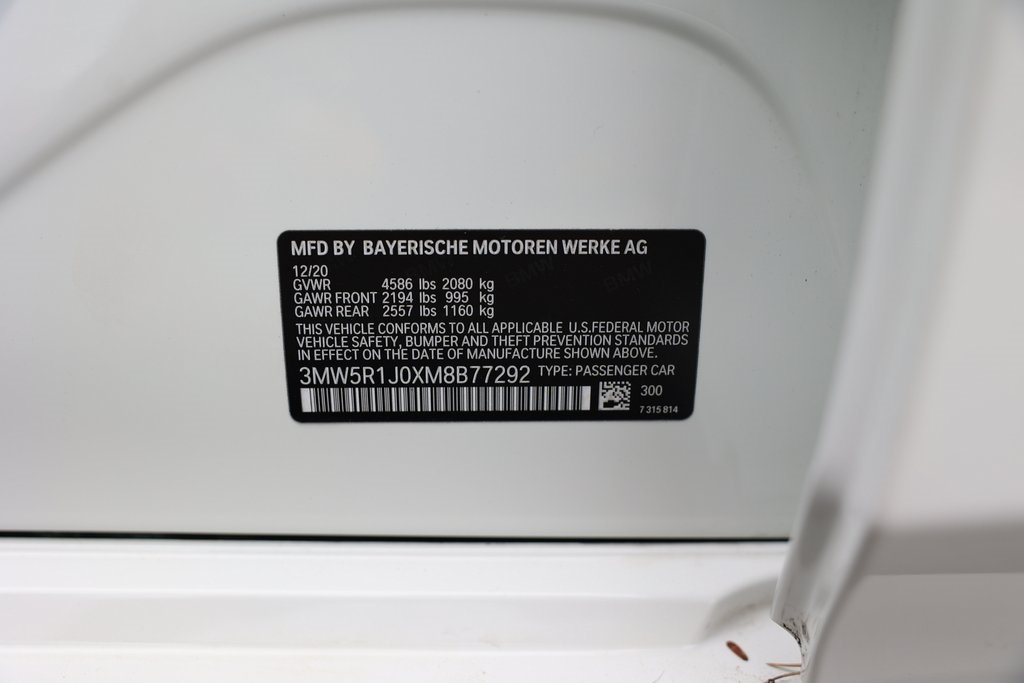 MFD BY BAYERISCHE MOTOREN WERKE AG
12/20
GVWR 4586 lbs 2080 kg
GAWR FRONT 2194 lbs 995 kg
GAWR REAR 2557 lbs 1160 kg
THIS VEHICLE CONFORMS TO ALL APPLICABLE U.S.FEDERAL MOTOR
VEHICLE SAFETY, BUMPER AND THEFT PREVENTION STANDARDS
IN EFFECT ON THE DATE OF MANUFACTURE SHOWN ABOVE.
3MW5R1J0XM8B77292 TYPE: PASSENGER CAR
300
7 315 814
BMW BMW